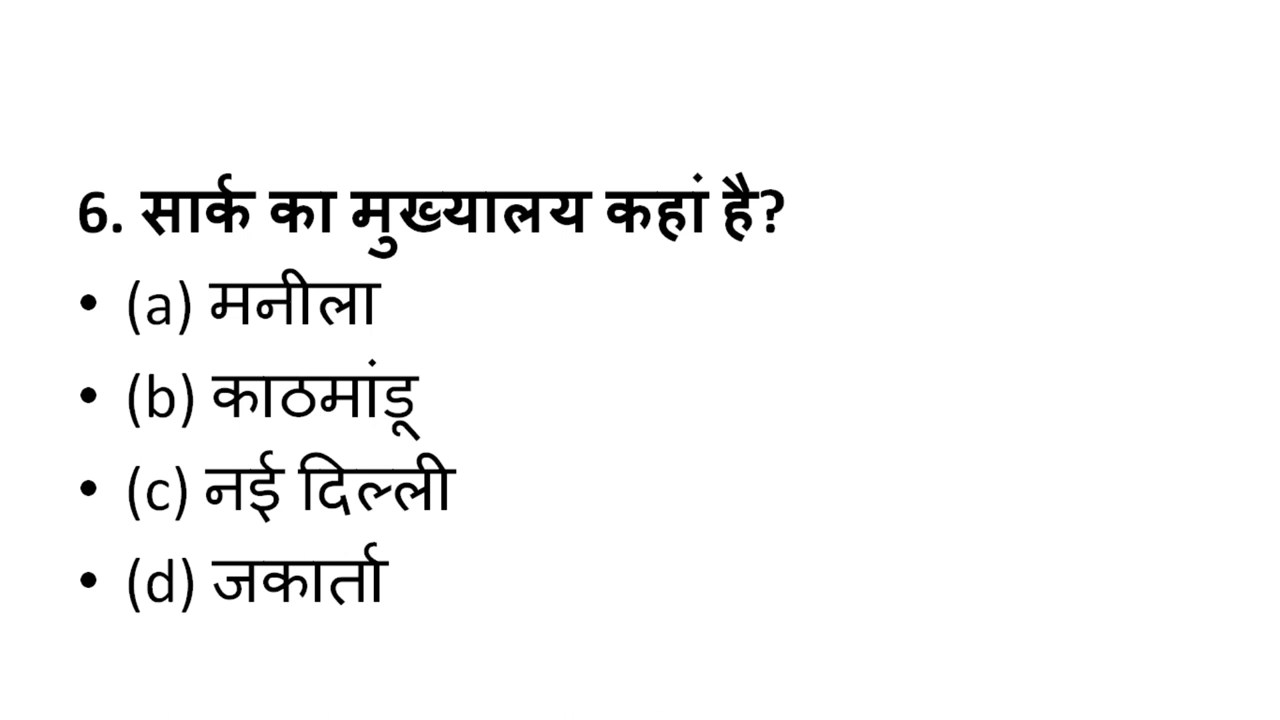 6. सार्क का मुख्यालय कहां है?
• (a) मनीला
• (b) काठमांडू
• (c) नई दिल्ली
• (d) जकार्ता